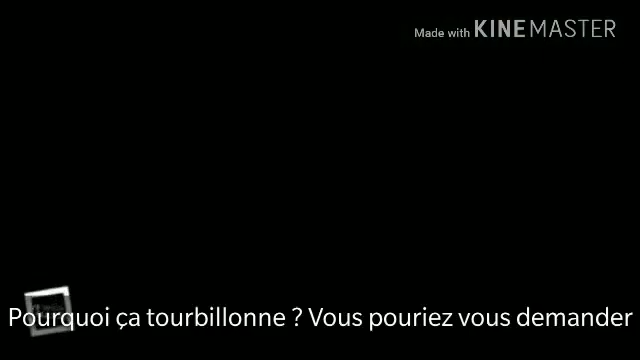 Made with KINEMASTER
Pourquoi ça tourbillonne ? Vous pouriez vous demander